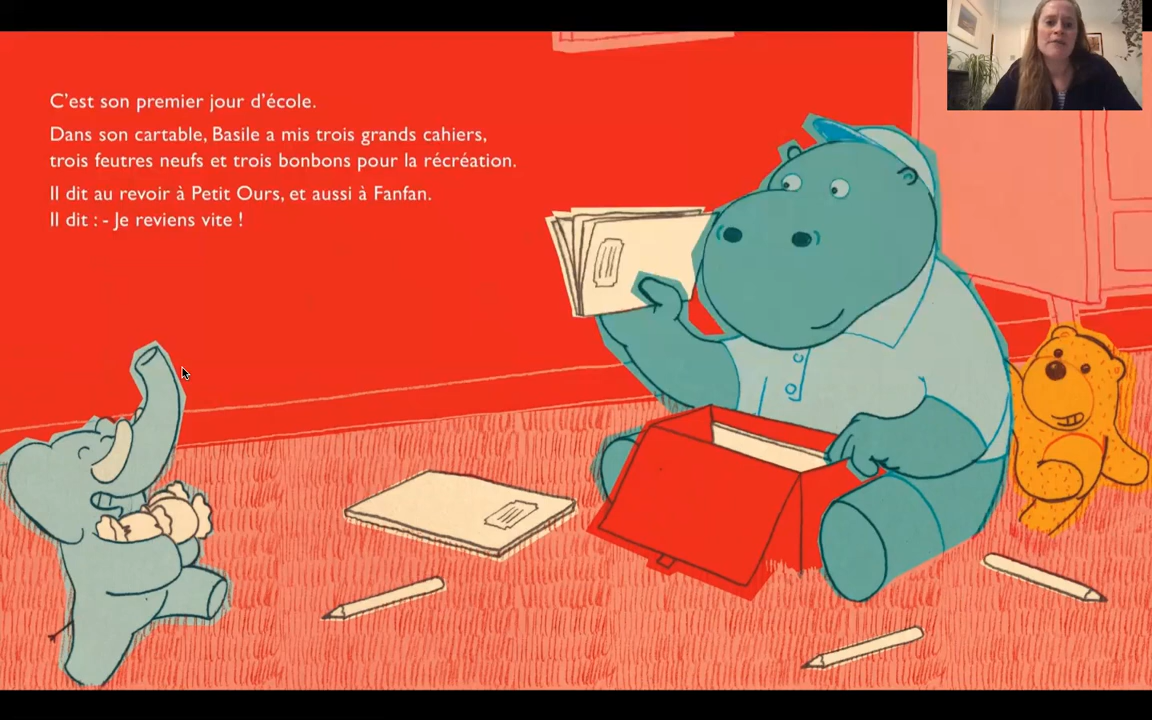 C'est son premier jour d'école.
Dans son cartable, Basile a mis trois grands cahiers,
trois feutres neufs et trois bonbons pour la récréation.
Il dit au revoir à Petit Ours, et aussi à Fanfan.
Il dit : - Je reviens vite !